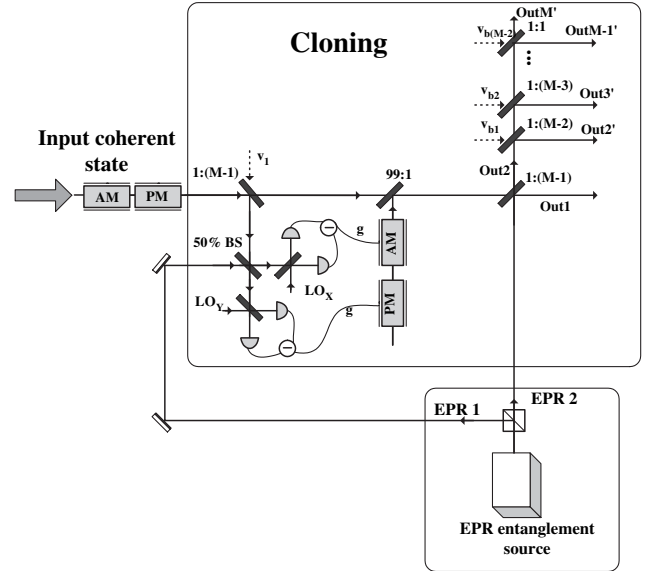 OutM'
Cloning
1:1
OutM-1'
v_b(M-2)
1:(M-3)
v_b2
Out3'
1:(M-2)
v_b1
Out2'
Input coherent
state
v_1
1:(M-1)
99:1
Out2
1:(M-1)
AM
PM
Out1
g
AM
50% BS
LO_X
LO_Y
g
PM
EPR 1
EPR 2
EPR entanglement
source